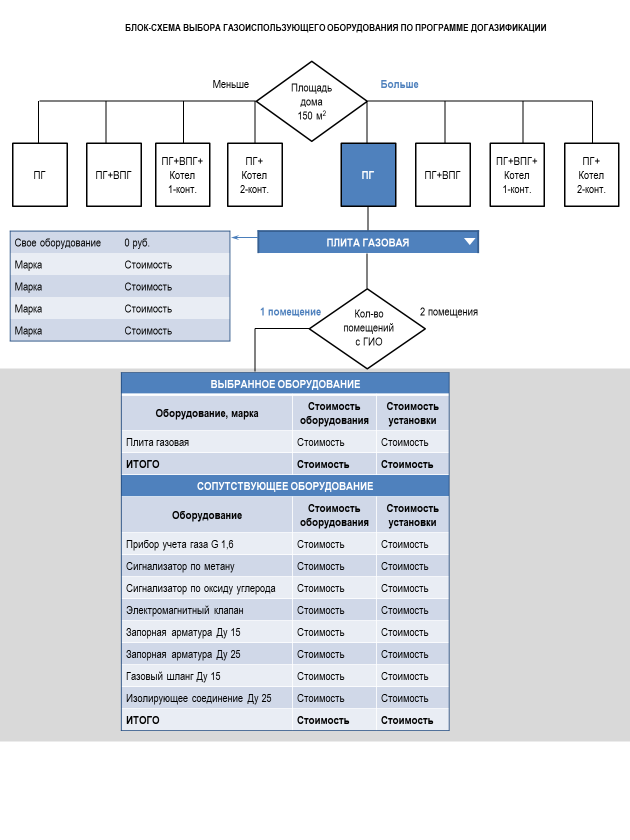 БЛОК-СХЕМА ВЫБОРА ГАЗОИСПОЛЬЗУЮЩЕГО ОБОРУДОВАНИЯ ПО ПРОГРАММЕ ДОГАЗИФИКАЦИИ
Меньше
Площадь
дома
150 м²
Больше
ПГ
ПГ+ВПГ
ПГ+ВПГ+
Котел
1-конт.
ПГ+
Котел
2-конт.
ПГ
ПГ+ВПГ
ПГ+ВПГ+
Котел
1-конт.
ПГ+
Котел
2-конт.
Свое оборудование 0 руб.
Марка Стоимость
Марка Стоимость
Марка Стоимость
Марка Стоимость
ПЛИТА ГАЗОВАЯ
1 помещение
Кол-во
помещений
с ГИО
2 помещения
ВЫБРАННОЕ ОБОРУДОВАНИЕ
Оборудование, марка
Стоимость
оборудования
Стоимость
установки
Плита газовая Стоимость Стоимость
ИТОГО Стоимость Стоимость
СОПУТСТВУЮЩЕЕ ОБОРУДОВАНИЕ
Оборудование
Стоимость
оборудования
Стоимость
установки
Прибор учета газа G 1,6 Стоимость Стоимость
Сигнализатор по метану Стоимость Стоимость
Сигнализатор по оксиду углерода Стоимость Стоимость
Электромагнитный клапан Стоимость Стоимость
Запорная арматура Ду 15 Стоимость Стоимость
Запорная арматура Ду 25 Стоимость Стоимость
Газовый шланг Ду 15 Стоимость Стоимость
Изолирующее соединение Ду 25 Стоимость Стоимость
ИТОГО Стоимость Стоимость